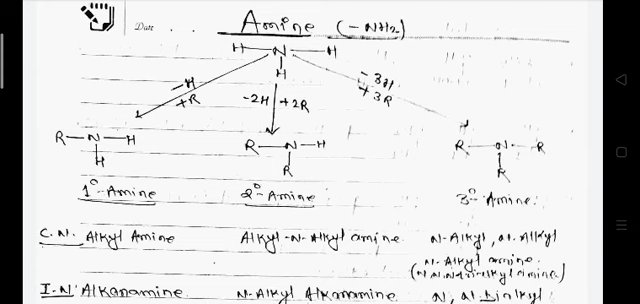 Date . . .
Amine (-NH2)
H-N-H
H
-H
+R
-2H +2R
-3H
+3R
R-N-H
H
R-N-H
R
R-N-R
R
1°-Amine
2°-Amine
3°-Amine
C.N. Alkyl Amine
Alkyl-N-Alkyl amine
N-Alkyl, N-Alkyl
N-Alkyl amine
I.N. Alkanamine
N-Alkyl Alkanamine
N, N-Dialkyl